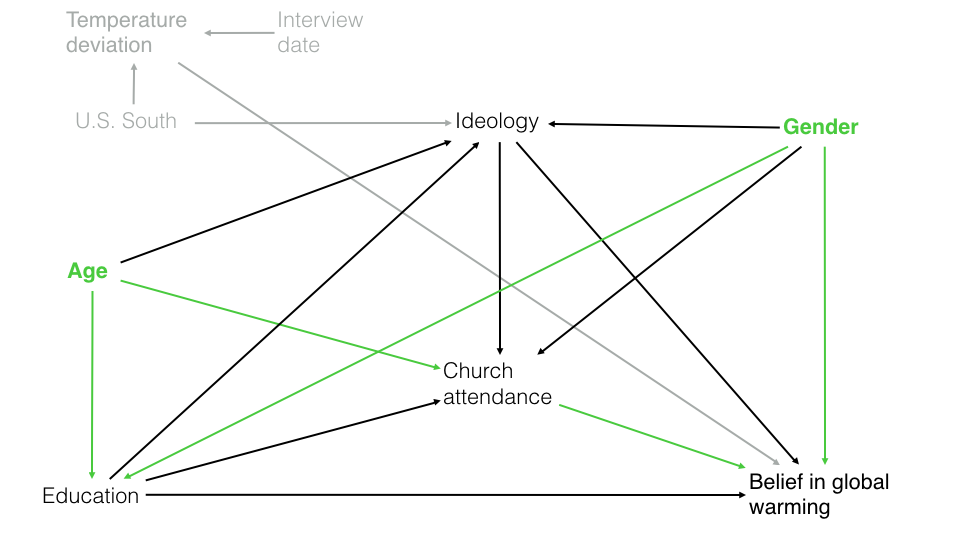 Temperature
deviation
Interview
date
U.S. South
Ideology
Gender
Age
Church
attendance
Education
Belief in global
warming